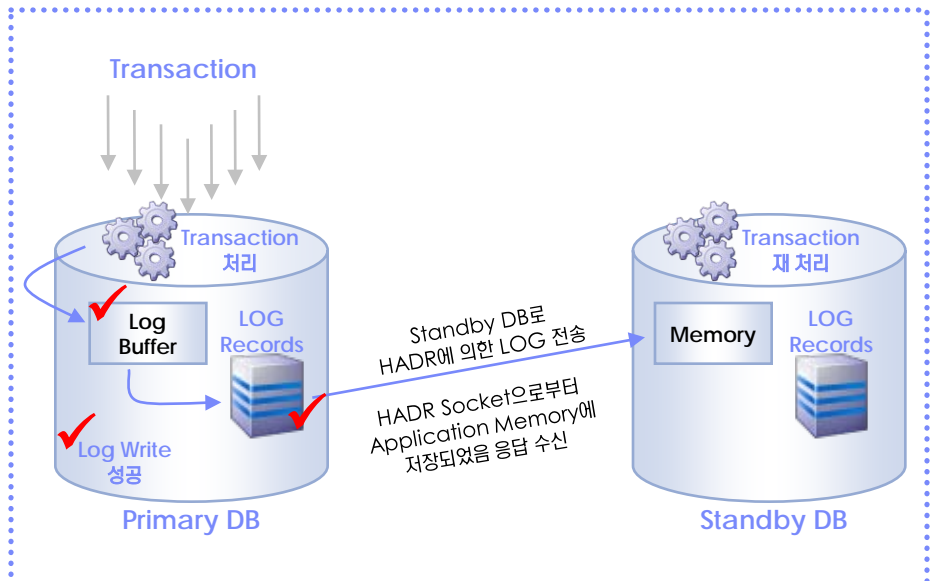 Transaction
Transaction
처리
Log
Buffer
LOG
Records
Log Write
성공
Primary DB
Standby DB로
HADR에 의한 LOG 전송
HADR Socket으로부터
Application Memory에
저장되었음 응답 수신
Transaction
재 처리
Memory
LOG
Records
Standby DB